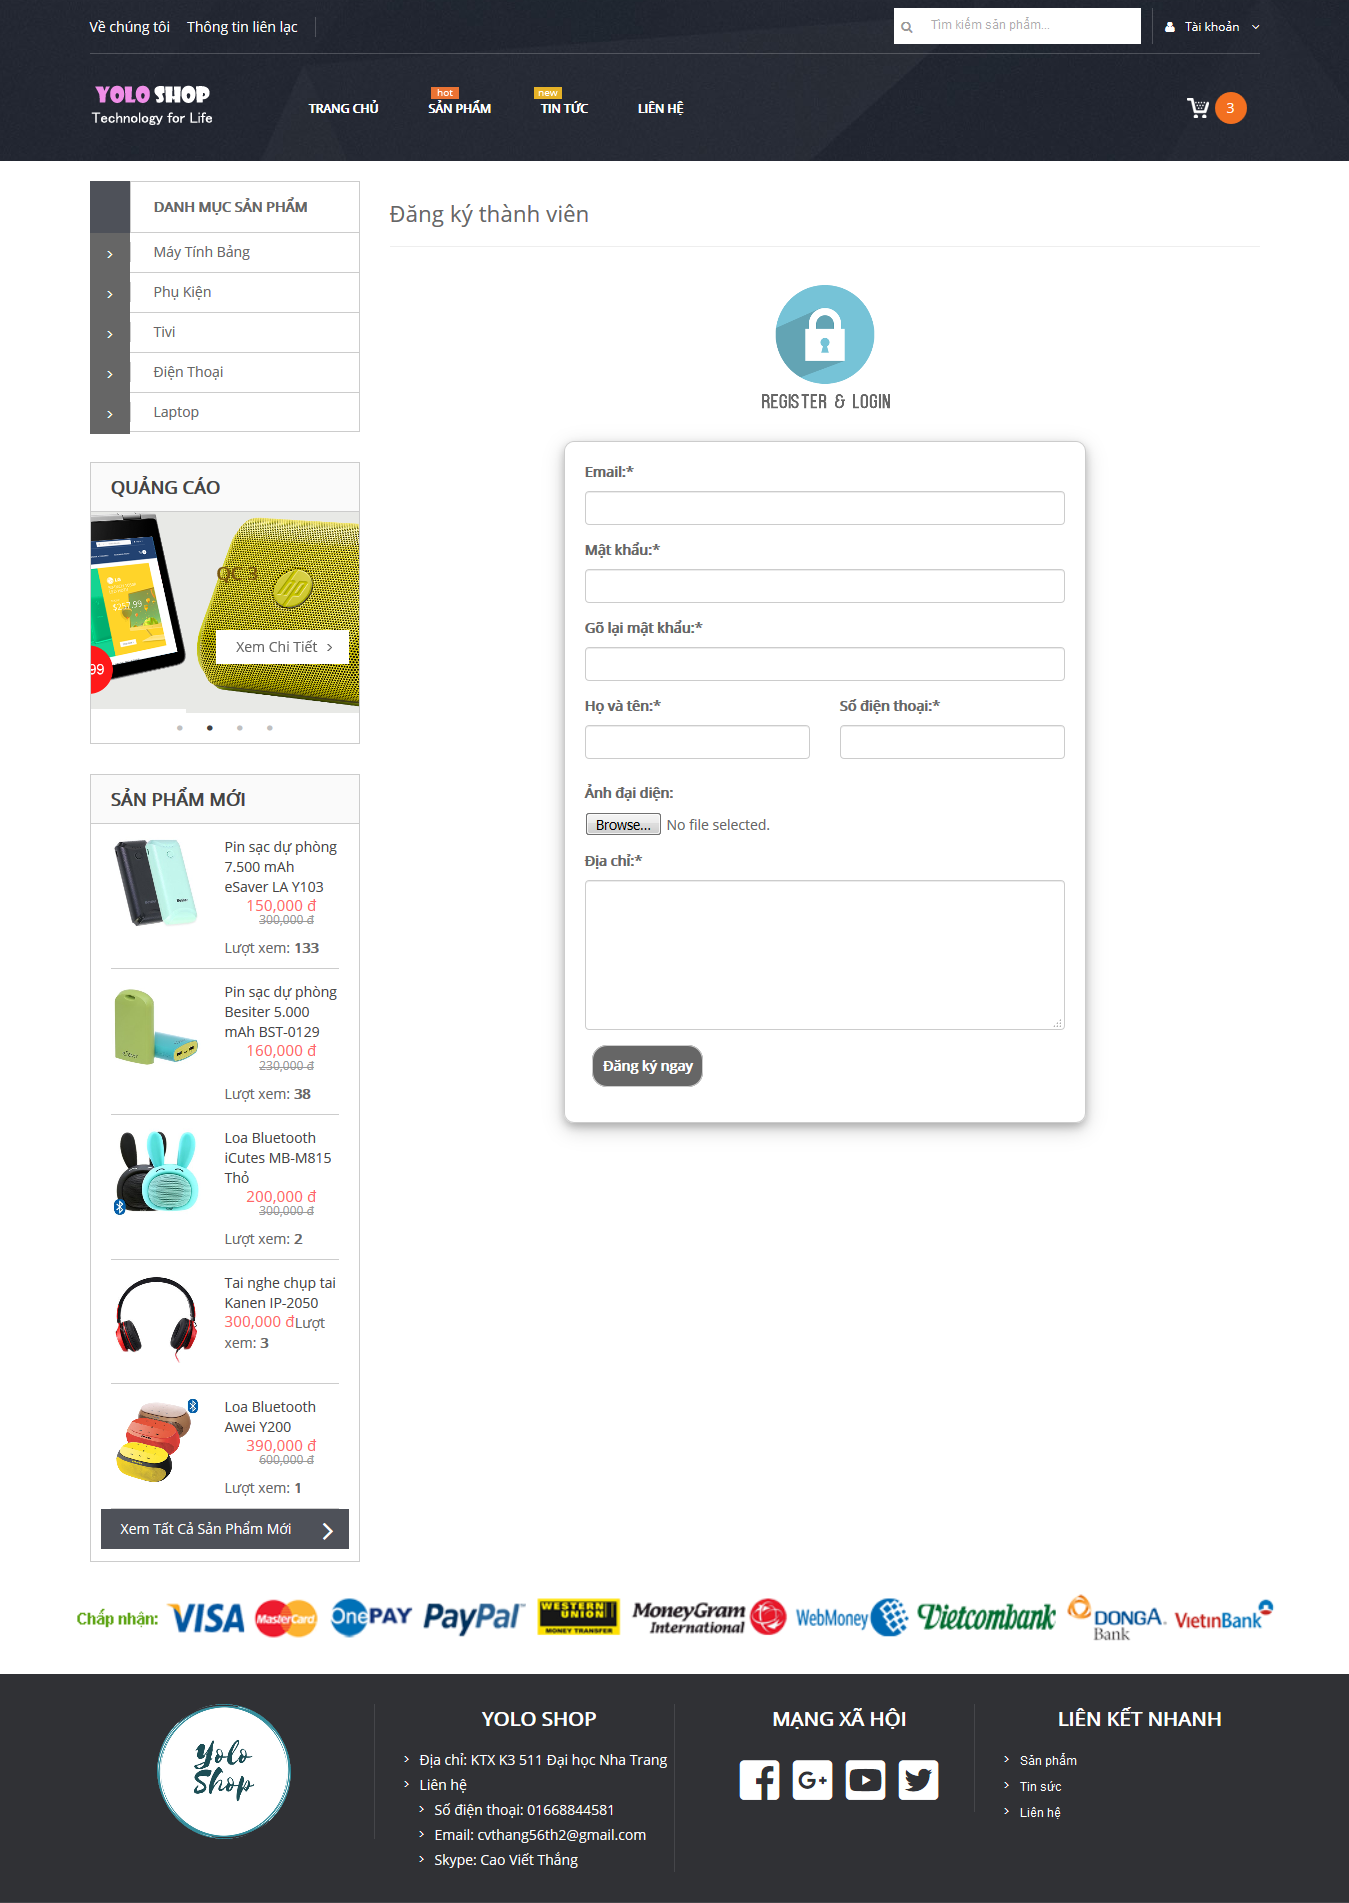 Về chúng tôi
Thông tin liên lạc
Tìm kiếm sản phẩm...
Tài khoản
YOLO SHOP
Technology for Life
TRANG CHỦ
hot
SẢN PHẨM
new
TIN TỨC
LIÊN HỆ
3
DANH MỤC SẢN PHẨM
Máy Tính Bảng
Phụ Kiện
Tivi
Điện Thoại
Laptop
QUẢNG CÁO
QC 3
$257.99
99
hp
Xem Chi Tiết
SẢN PHẨM MỚI
Pin sạc dự phòng
7.500 mAh
eSaver LA Y103
150,000 đ
300,000 đ
Lượt xem: 133
Pin sạc dự phòng
Besiter 5.000
mAh BST-0129
160,000 đ
230,000 đ
Lượt xem: 38
Loa Bluetooth
iCutes MB-M815
Thỏ
200,000 đ
300,000 đ
Lượt xem: 2
Tai nghe chụp tai
Kanen IP-2050
300,000 đLượt
xem: 3
Loa Bluetooth
Awei Y200
390,000 đ
600,000 đ
Lượt xem: 1
Xem Tất Cả Sản Phẩm Mới
Đăng ký thành viên
REGISTER & LOGIN
Email:*
Mật khẩu:*
Gõ lại mật khẩu:*
Họ và tên:*
Số điện thoại:*
Ảnh đại diện:
Browse... No file selected.
Địa chỉ:*
Đăng ký ngay
Chấp nhận:
VISA
MasterCard
OnePAY
PayPal
WESTERN UNION
MONEY TRANSFER
MoneyGram
International
WebMoney
Vietcombank
DONGA
Bank
VietinBank
Yolo
Shop
YOLO SHOP
Địa chỉ: KTX K3 511 Đại học Nha Trang
Liên hệ
Số điện thoại: 01668844581
Email: cvthang56th2@gmail.com
Skype: Cao Viết Thắng
MẠNG XÃ HỘI
G+
LIÊN KẾT NHANH
Sản phẩm
Tin sức
Liên hệ